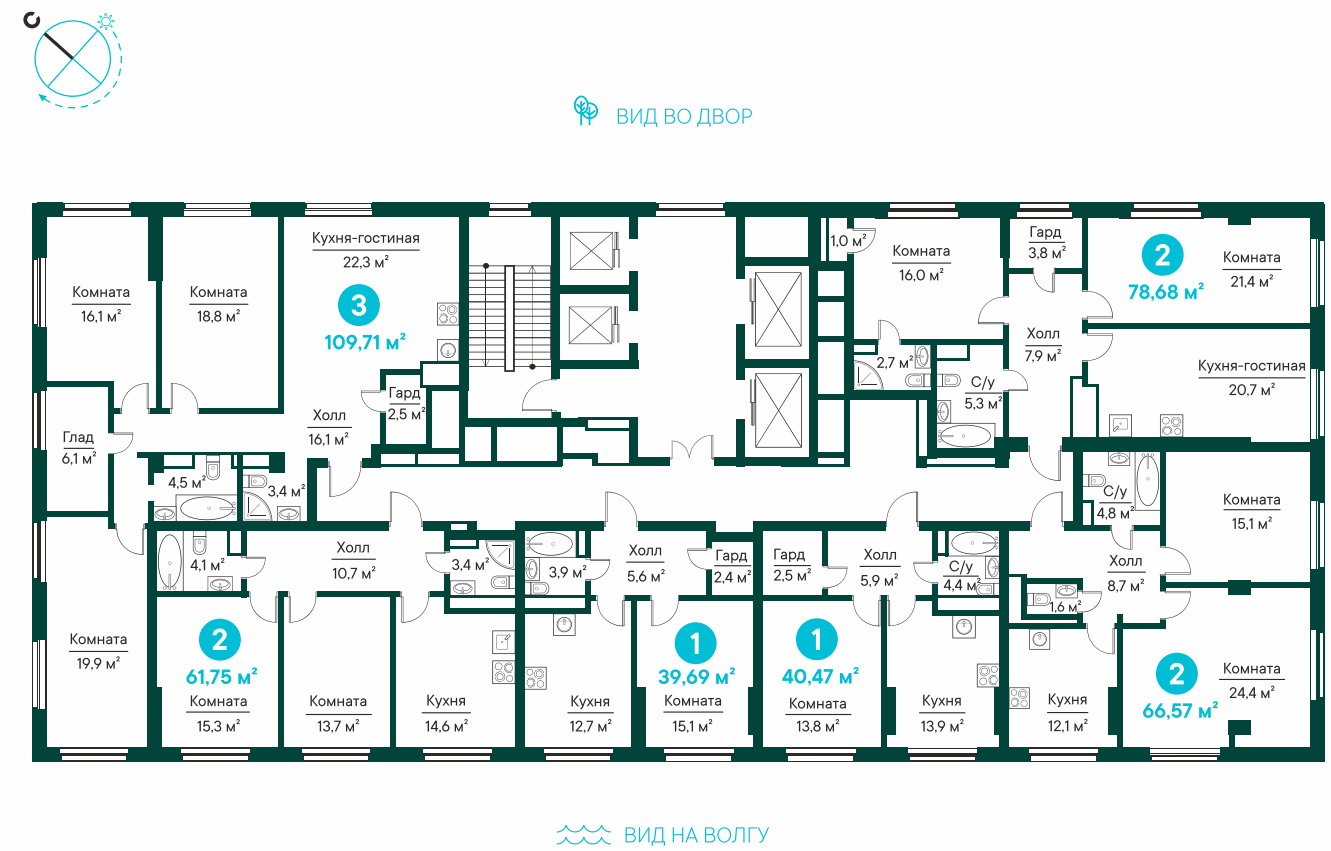 С
ВИД ВО ДВОР
Кухня-гостиная
22,3 м²
3
109,71 м²
Комната
16,1 м²
Комната
18,8 м²
Гард
2,5 м²
Холл
16,1 м²
Глад
6,1 м²
4,5 м²
3,4 м²
Комната
19,9 м²
1,0 м²
Комната
16,0 м²
Гард
3,8 м²
2
78,68 м²
21,4 м²
Комната
Холл
7,9 м²
2,7 м²
С/у
5,3 м²
Кухня-гостиная
20,7 м²
4,1 м²
Холл
10,7 м²
3,4 м²
2
61,75 м²
Комната
15,3 м²
Комната
13,7 м²
Кухня
14,6 м²
3,9 м²
Холл
5,6 м²
Гард
2,4 м²
1
39,69 м²
Кухня
12,7 м²
Комната
15,1 м²
Гард
2,5 м²
Холл
5,9 м²
С/у
4,4 м²
1
40,47 м²
Комната
13,8 м²
Кухня
13,9 м²
С/у
4,8 м²
Комната
15,1 м²
Холл
8,7 м²
1,6 м²
Кухня
12,1 м²
2
66,57 м²
Комната
24,4 м²
ВИД НА ВОЛГУ